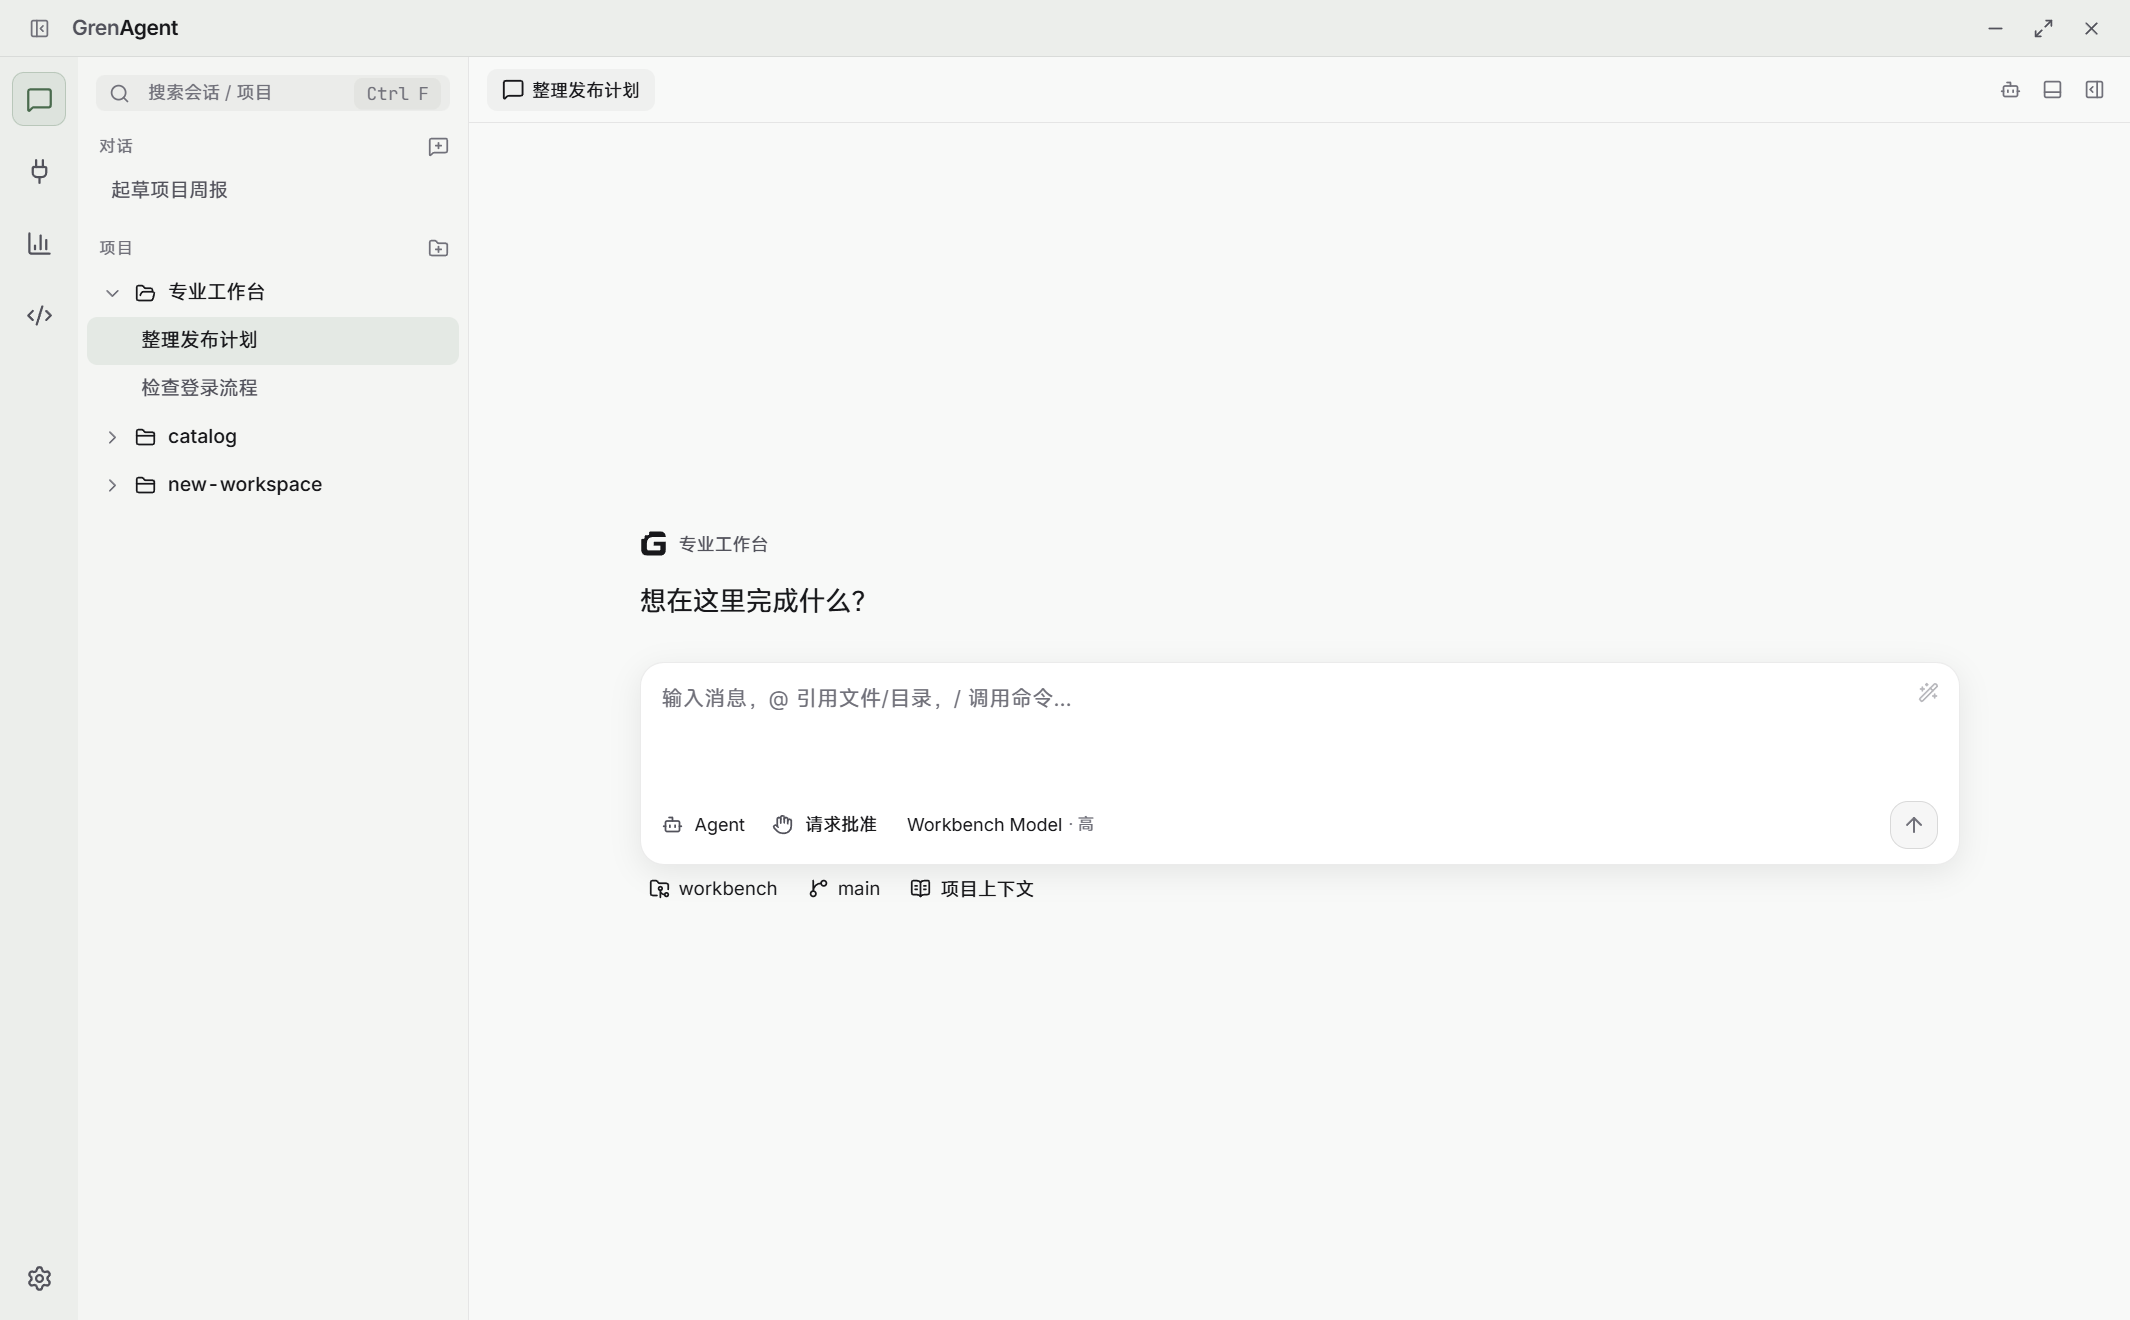 GrenAgent
搜索会话 / 项目 Ctrl F
对话
起草项目周报
项目
专业工作台
整理发布计划
检查登录流程
catalog
new-workspace
整理发布计划
专业工作台
想在这里完成什么？
输入消息，@ 引用文件/目录，/ 调用命令...
Agent 请求批准 Workbench Model · 高
workbench main 项目上下文